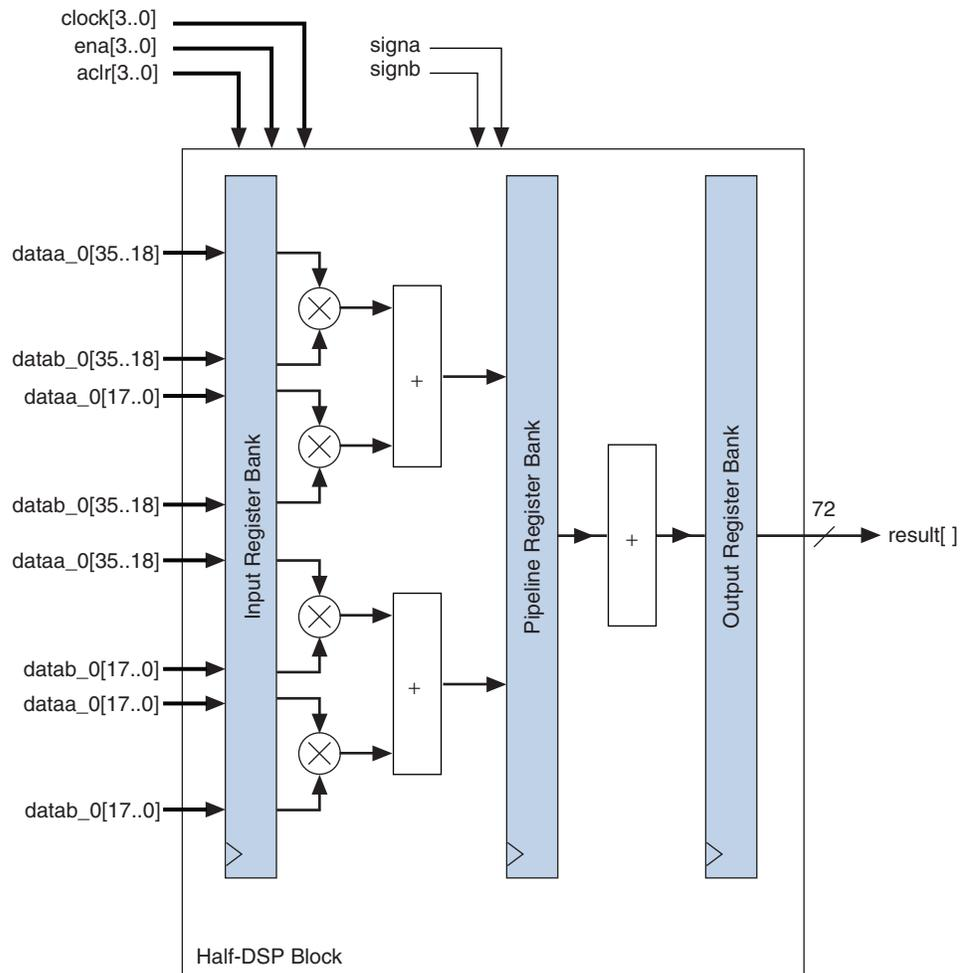 clock[3..0]
ena[3..0]
aclr[3..0]
signa
signb
dataa_0[35..18]
datab_0[35..18]
dataa_0[17..0]
datab_0[35..18]
dataa_0[35..18]
datab_0[17..0]
dataa_0[17..0]
datab_0[17..0]
Input Register Bank
+
+
Pipeline Register Bank
+
Output Register Bank
72
result[ ]
Half-DSP Block